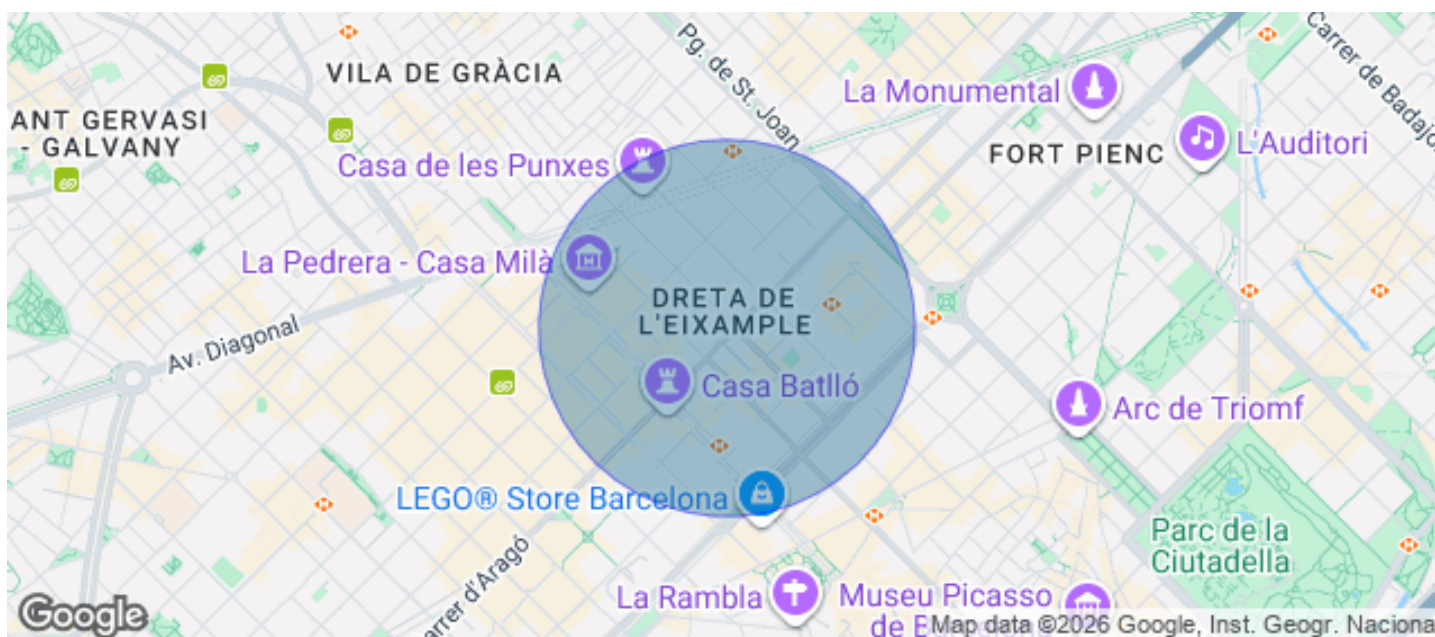 Pg. de St. Joan
Carrer de Badajo
VILA DE GRÀCIA
La Monumental
ANT GERVASI
- GALVANY
Casa de les Punxes
FORT PIENC
L'Auditori
La Pedrera - Casa Milà
DRETA DE
L'EIXAMPLE
Av. Diagonal
Casa Batlló
Arc de Triomf
LEGO® Store Barcelona
Carrer d'Aragó
Parc de la
Ciutadella
La Rambla
Museu Picasso
de B
Google
Map data ©2026 Google, Inst. Geogr. Naciona